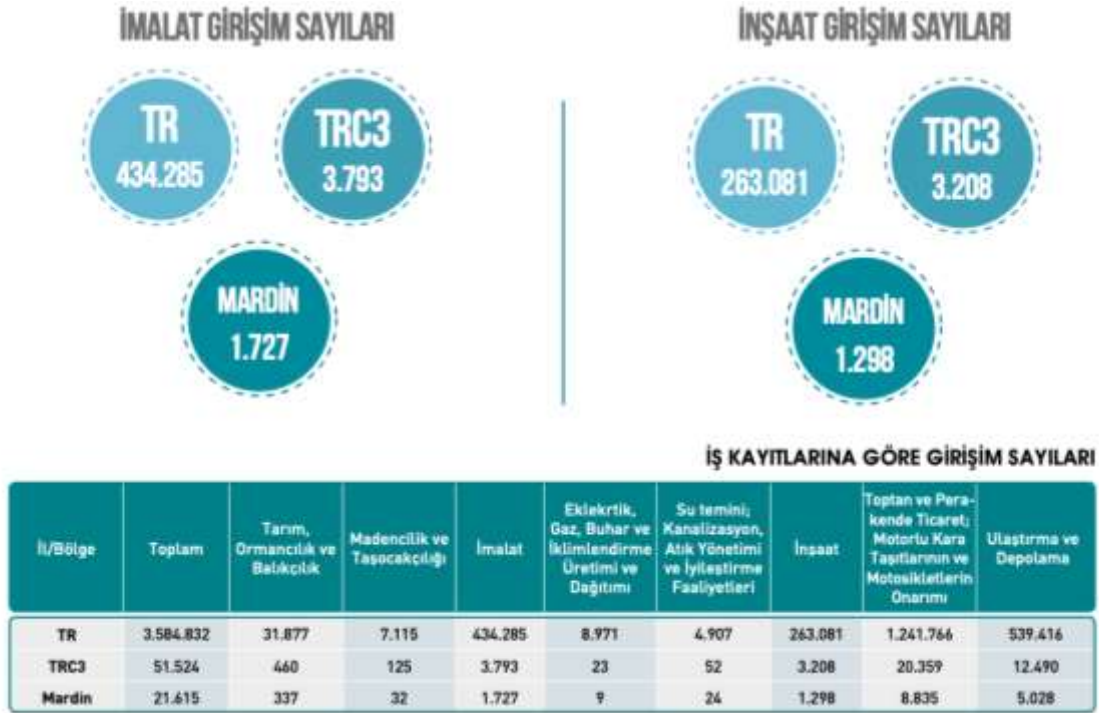 İMALAT GİRİŞİM SAYILARI
TR
434.285
TRC3
3.793
MARDİN
1.727
İNŞAAT GİRİŞİM SAYILARI
TR
263.081
TRC3
3.208
MARDİN
1.298
İŞ KAYITLARINA GÖRE GİRİŞİM SAYILARI
İl/Bölge
Toplam
Tarım,
Ormancılık ve
Balıkçılık
Madencilik ve
Taşocakçılığı
İmalat
Eklekrtik,
Gaz, Buhar ve
İklimlendirme
Üretimi ve
Dağıtımı
Su temini;
Kanalizasyon,
Atık Yönetimi
ve İyileştirme
Faaliyetleri
İnşaat
Toptan ve Pera-
kende Ticaret;
Motorlu Kara
Taşıtlarının ve
Motosikletlerin
Onarımı
Ulaştırma ve
Depolama
TR 3.584.832 31.877 7.115 434.285 8.971 4.907 263.081 1.241.766 539.416
TRC3 51.524 460 125 3.793 23 52 3.208 20.359 12.490
Mardin 21.615 337 32 1.727 9 24 1.298 8.835 5.028